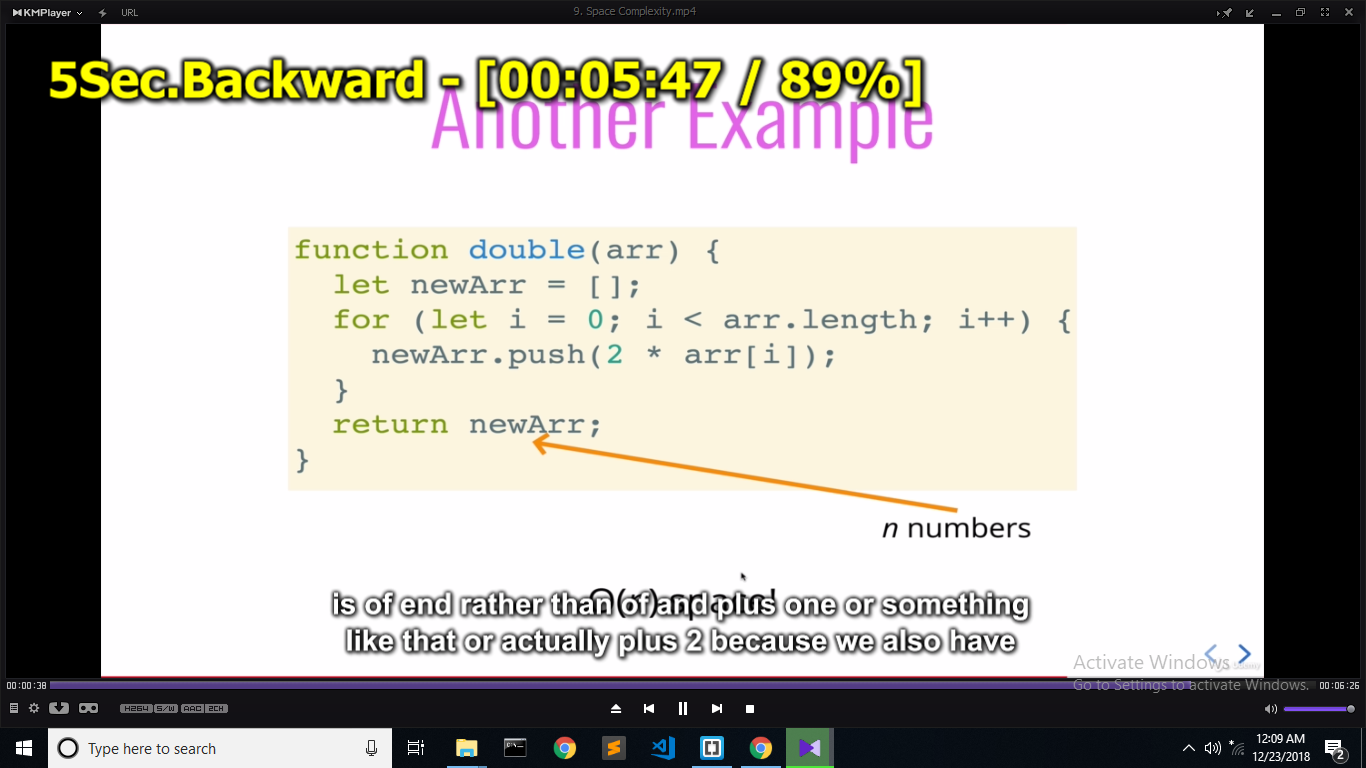 KMPlayer
URL
9. Space Complexity.mp4
5Sec.Backward - [00:05:47 / 89%]
Another Example
function double(arr) {
let newArr = [];
for (let i = 0; i < arr.length; i++) {
newArr.push(2 * arr[i]);
}
return newArr;
}
n numbers
O(n) space!
is of end rather than of and plus one or something
like that or actually plus 2 because we also have
Activate Windows
Go to Settings to activate Windows.
00:00:38
00:06:26
H264 S/W AAC 2CH
Type here to search
12:09 AM
12/23/2018
2